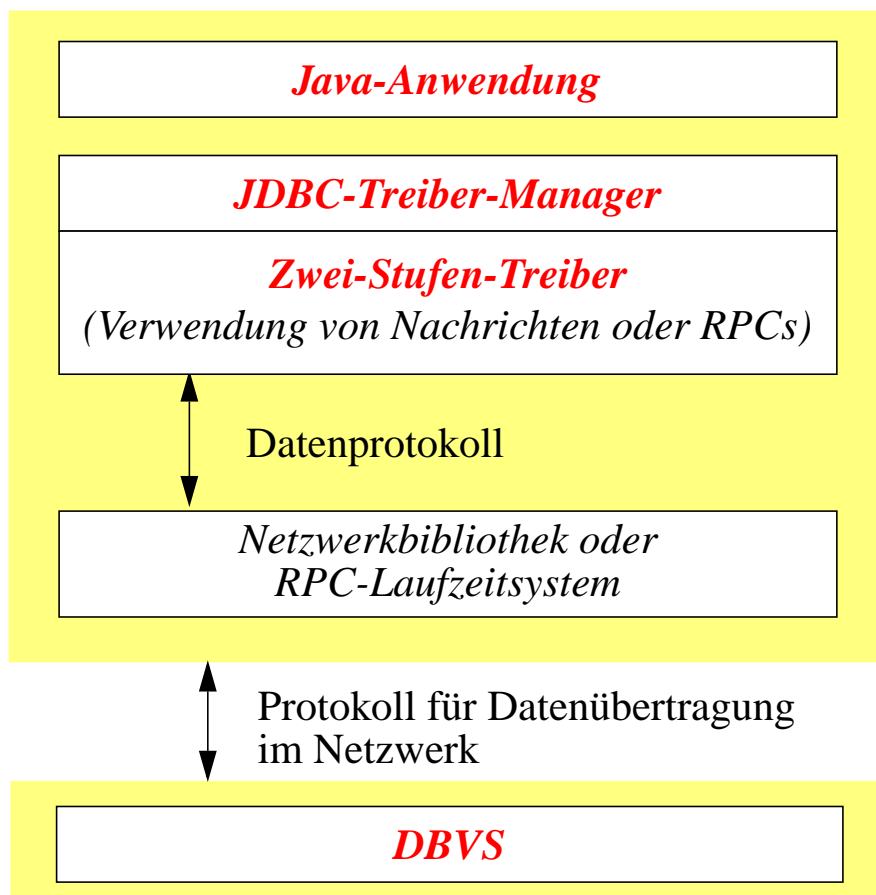 Java-Anwendung
JDBC-Treiber-Manager
Zwei-Stufen-Treiber
(Verwendung von Nachrichten oder RPCs)
Datenprotokoll
Netzwerkbibliothek oder
RPC-Laufzeitsystem
Protokoll für Datenübertragung
im Netzwerk
DBVS